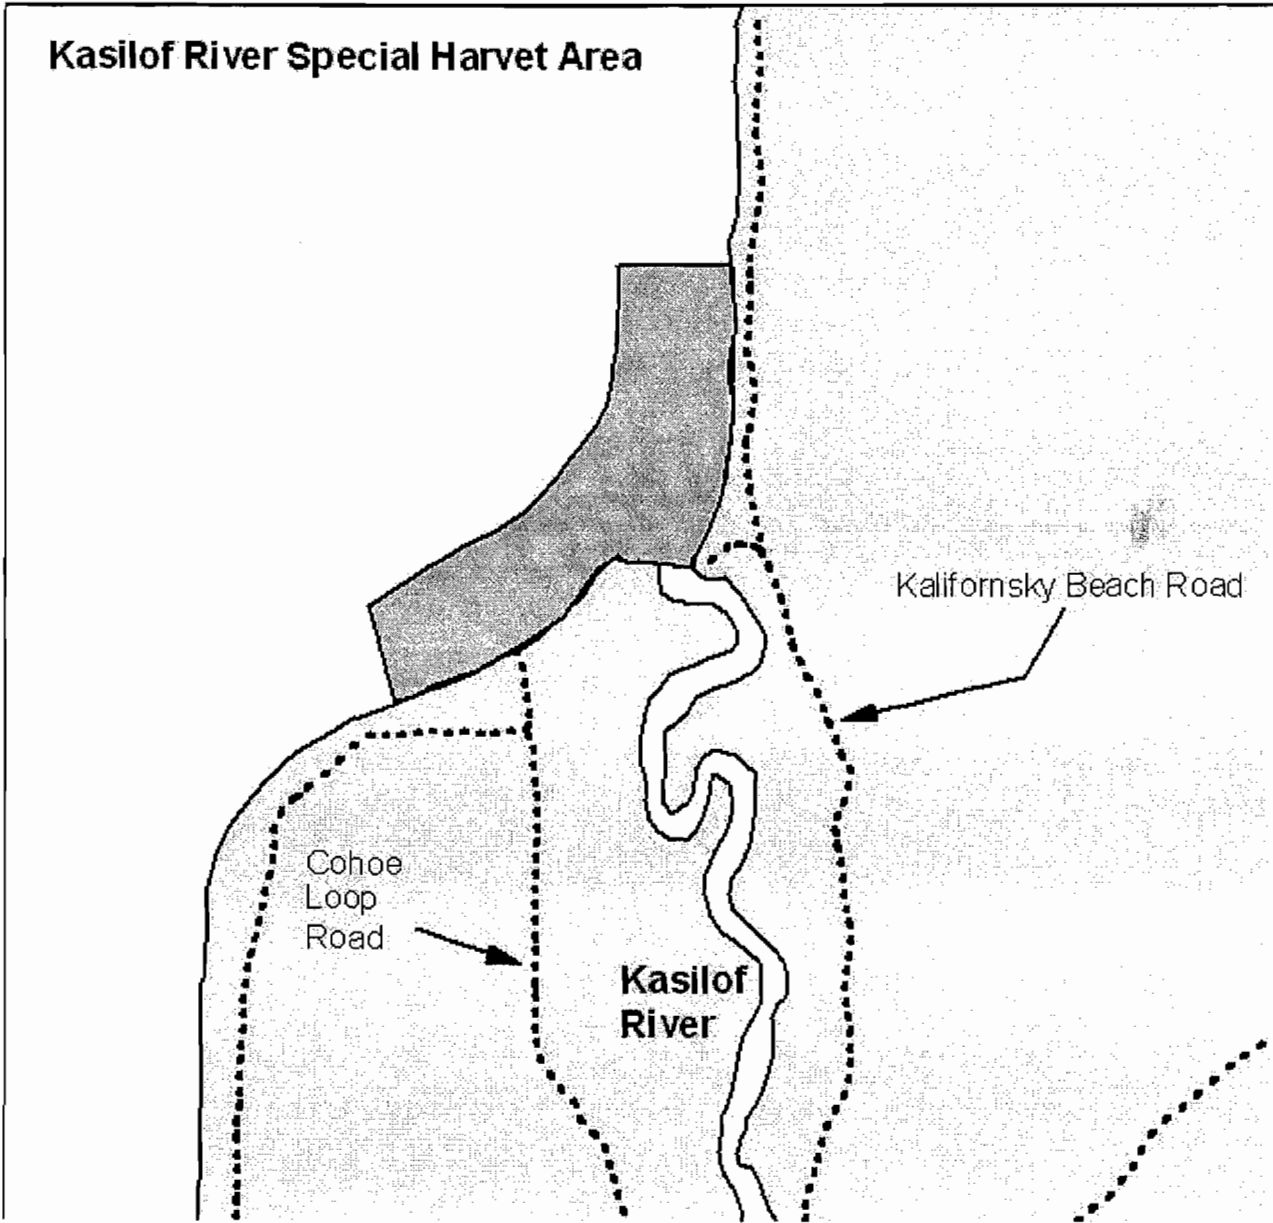 Kasilof River Special Harvet Area
Kalifornsky Beach Road
Cohoe
Loop
Road
Kasilof
River